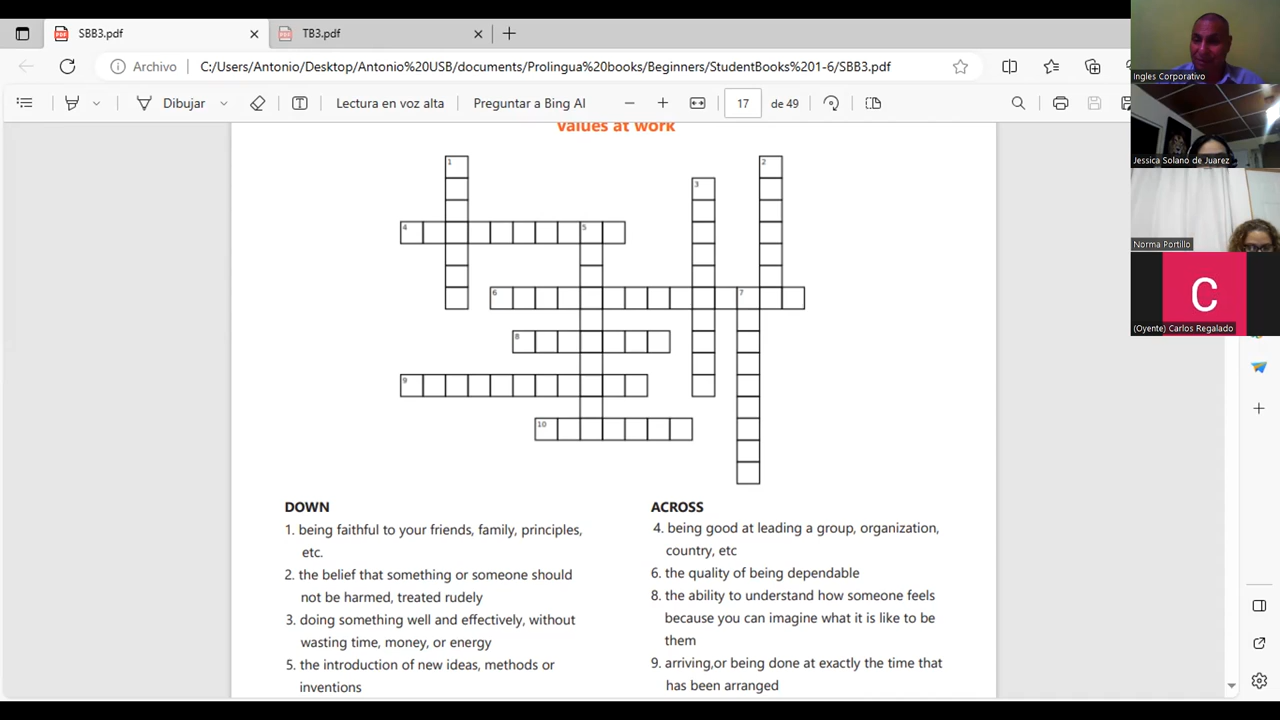 SBB3.pdf
TB3.pdf
Archivo C:/Users/Antonio/Desktop/Antonio%20USB/documents/Prolingua%20books/Beginners/StudentBooks%201-6/SBB3.pdf
Dibujar Lectura en voz alta Preguntar a Bing AI 17 de 49
Ingles Corporativo
Jessica Solano de Juarez
Norma Portillo
C
(Oyente) Carlos Regalado
Values at work
1
2
3
4
5
6
7
8
9
10
DOWN
1. being faithful to your friends, family, principles,
etc.
2. the belief that something or someone should
not be harmed, treated rudely
3. doing something well and effectively, without
wasting time, money, or energy
5. the introduction of new ideas, methods or
inventions
ACROSS
4. being good at leading a group, organization,
country, etc
6. the quality of being dependable
8. the ability to understand how someone feels
because you can imagine what it is like to be
them
9. arriving,or being done at exactly the time that
has been arranged